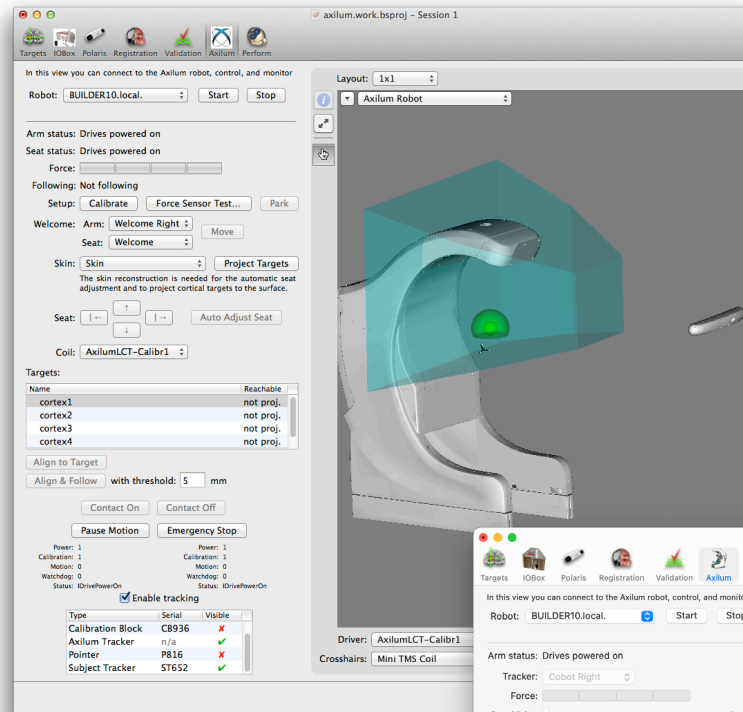 axilum.work.bsproj – Session 1
Targets IOBox Polaris Registration Validation Axilum Perform
In this view you can connect to the Axilum robot, control, and monitor
Robot: BUILDER10.local. Start Stop
Arm status: Drives powered on
Seat status: Drives powered on
Force:
Following: Not following
Setup: Calibrate Force Sensor Test... Park
Welcome: Arm: Welcome Right
Move
Seat: Welcome
Skin: Skin Project Targets
The skin reconstruction is needed for the automatic seat
adjustment and to project cortical targets to the surface.
Seat: Auto Adjust Seat
Coil: AxilumLCT-Calibr1
Targets:
Name Reachable
cortex1 not proj.
cortex2 not proj.
cortex3 not proj.
cortex4 not proj.
Align to Target
Align & Follow with threshold: 5 mm
Contact On Contact Off
Pause Motion Emergency Stop
Power: 1 Power: 1
Calibration: 1 Calibration: 1
Motion: 0 Motion: 0
Watchdog: 0 Watchdog: 0
Status: IDrivePowerOn Status: IDrivePowerOn
Enable tracking
Type Serial Visible
Calibration Block CB936 ✘
Axilum Tracker n/a ✔
Pointer P816 ✘
Subject Tracker ST652 ✔
Layout: 1x1
Axilum Robot
Driver: AxilumLCT-Calibr1
Crosshairs: Mini TMS Coil
Targets IOBox Polaris Registration Validation Axilum
In this view you can connect to the Axilum robot, control, and monito
Robot: BUILDER10.local. Start Stop
Arm status: Drives powered on
Tracker: Cobot Right
Force: